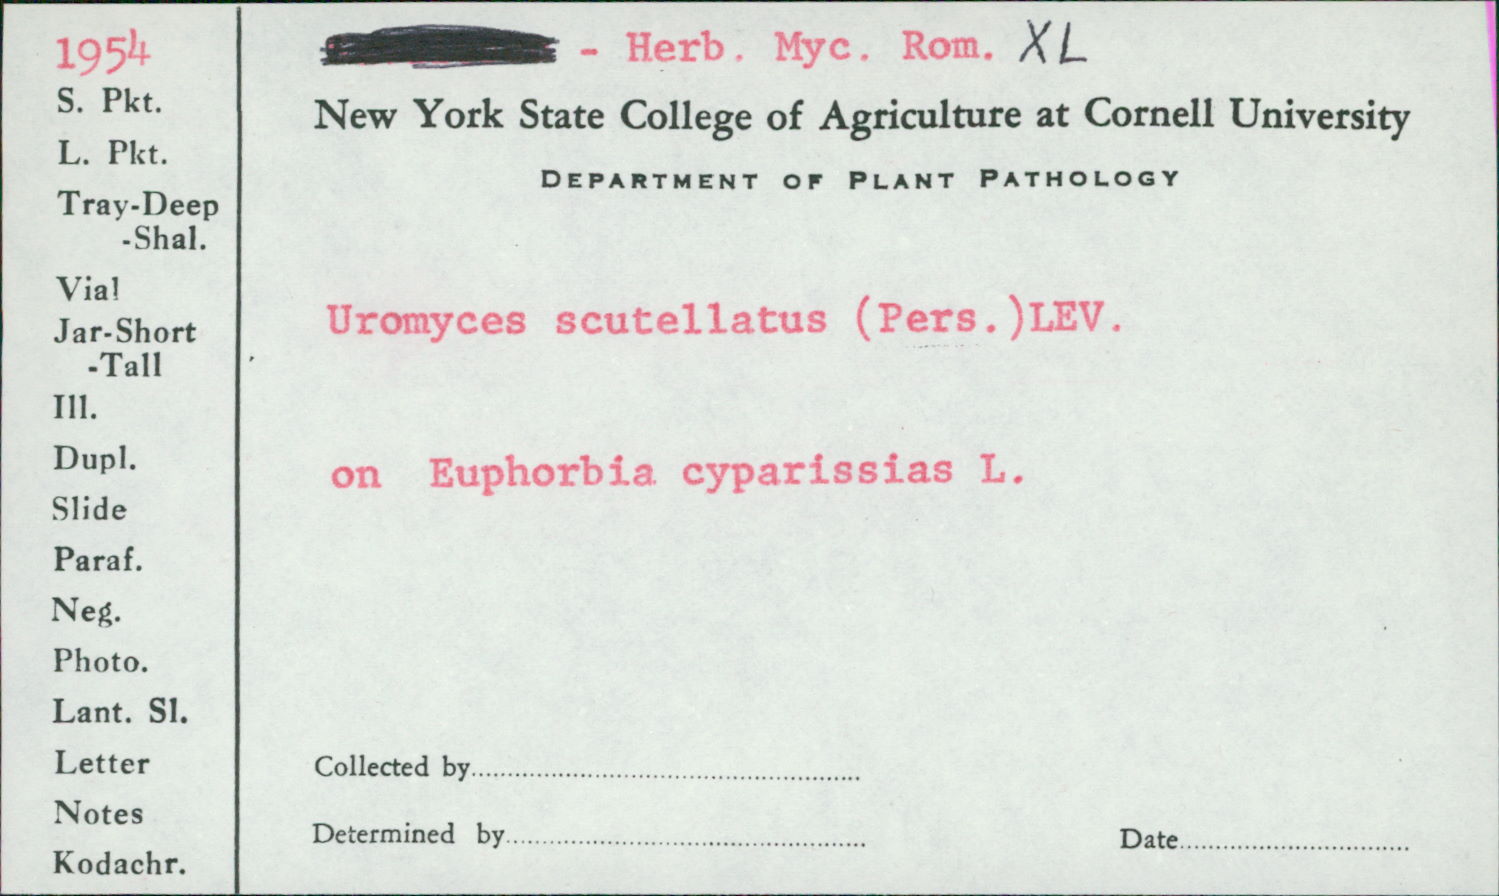 1954
S. Pkt.
L. Pkt.
Tray-Deep
-Shal.
Vial
Jar-Short
-Tall
Ill.
Dupl.
Slide
Paraf.
Neg.
Photo.
Lant. Sl.
Letter
Notes
Kodachr.
- Herb. Myc. Rom. XL
New York State College of Agriculture at Cornell University
DEPARTMENT OF PLANT PATHOLOGY
Uromyces scutellatus (Pers.)LEV.
on Euphorbia cyparissias L.
Collected by
Determined by
Date